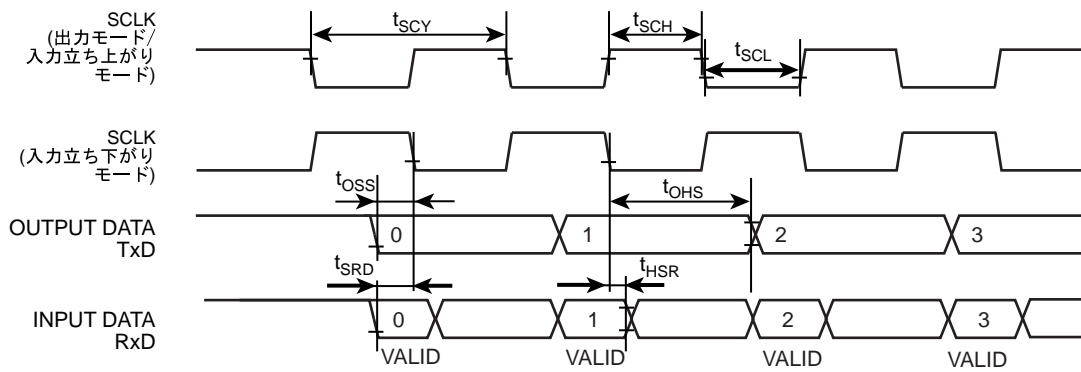 SCLK
(出力モード/
入力立ち上がり
モード)
tSCY
tSCH
tSCL
SCLK
(入力立ち下がり
モード)
tOSS
tOHS
OUTPUT DATA
TxD
0
1
2
3
tSRD
tHSR
INPUT DATA
RxD
0
1
2
3
VALID
VALID
VALID
VALID